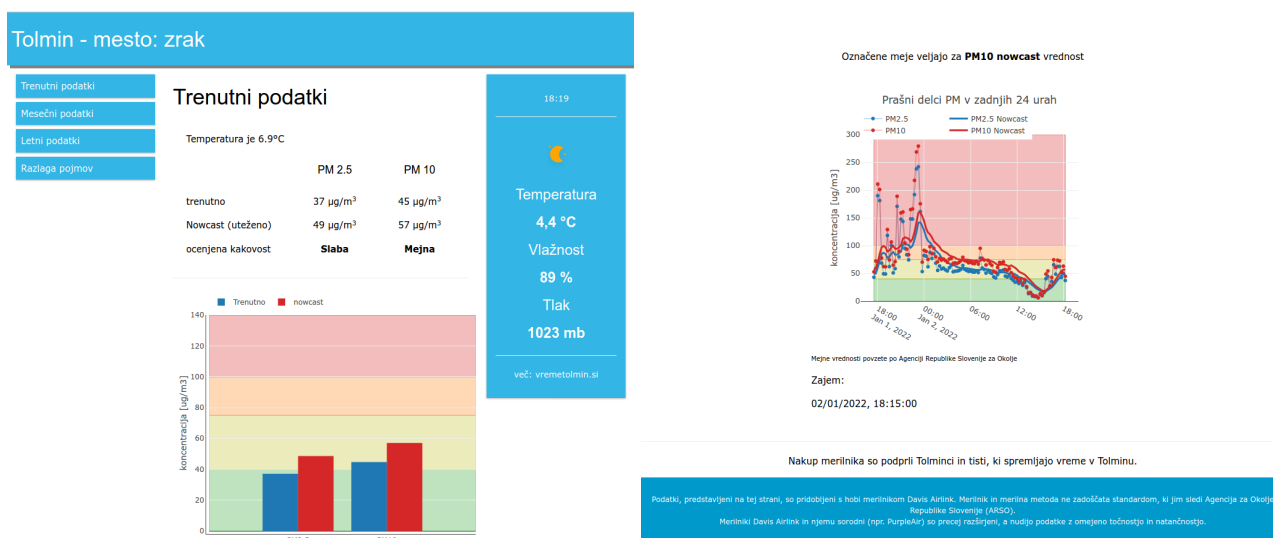 Tolmin - mesto: zrak
Trenutni podatki
Mesečni podatki
Letni podatki
Razlaga pojmov
Trenutni podatki
Temperatura je 6.9°C
PM 2.5 PM 10
trenutno 37 µg/m³ 45 µg/m³
Nowcast (uteženo) 49 µg/m³ 57 µg/m³
ocenjena kakovost Slaba Mejna
Trenutno nowcast
koncentracija [ug/m3]
140
120
100
80
60
40
20
0
18:19
Temperatura
4,4 °C
Vlažnost
89 %
Tlak
1023 mb
več: vremetolmin.si
Označene meje veljajo za PM10 nowcast vrednost
Prašni delci PM v zadnjih 24 urah
PM2.5 PM2.5 Nowcast
PM10 PM10 Nowcast
koncentracija [ug/m3]
300
250
200
150
100
50
0
18:00 00:00 06:00 12:00 18:00
Jan 1, 2022 Jan 2, 2022
Mejne vrednosti povzete po Agenciji Republike Slovenije za Okolje
Zajem:
02/01/2022, 18:15:00
Nakup merilnika so podprli Tolminci in tisti, ki spremljajo vreme v Tolminu.
Podatki, predstavljeni na tej strani, so pridobljeni s hobi merilnikom Davis Airlink. Merilnik in merilna metoda ne zadoščata standardom, ki jim sledi Agencija za Okolje
Republike Slovenije (ARSO).
Merilniki Davis Airlink in njemu sorodni (npr. PurpleAir) so precej razširjeni, a nudijo podatke z omejeno točnostjo in natančnostjo.